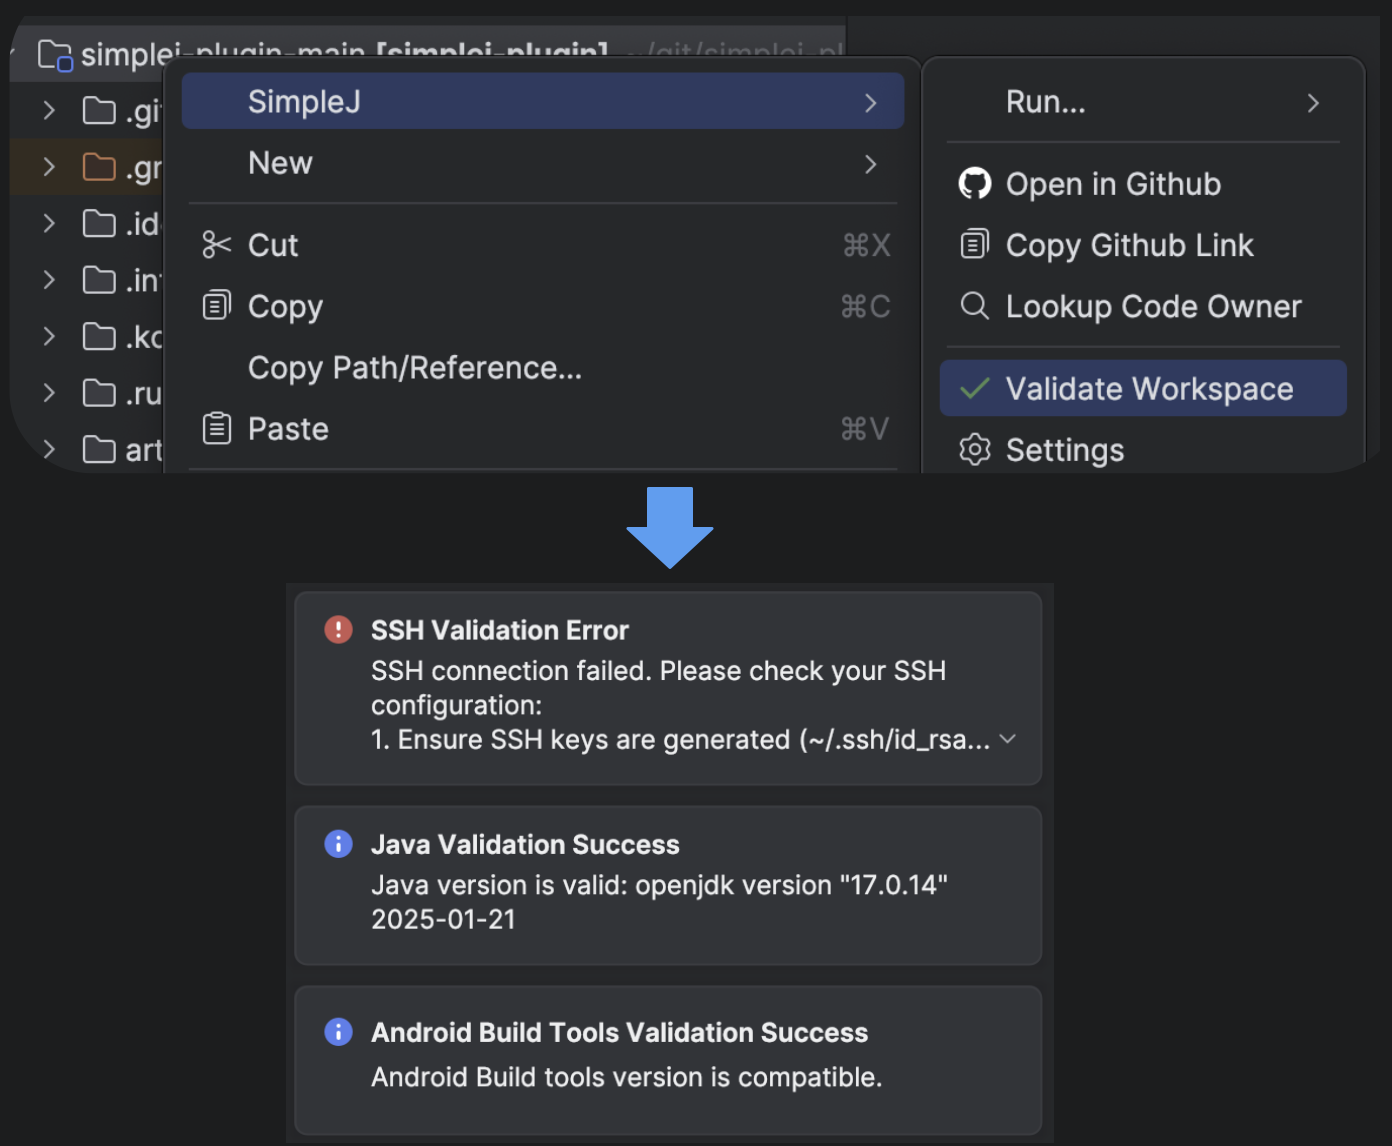 simplej-plugin-main [simplej-plugin] ~/git/simplej-pl
.gi
.gr
.id
.in
.ko
.ru
art
SimpleJ
New
Cut ⌘X
Copy ⌘C
Copy Path/Reference...
Paste ⌘V
Run...
Open in Github
Copy Github Link
Lookup Code Owner
Validate Workspace
Settings
SSH Validation Error
SSH connection failed. Please check your SSH
configuration:
1. Ensure SSH keys are generated (~/.ssh/id_rsa...
Java Validation Success
Java version is valid: openjdk version "17.0.14"
2025-01-21
Android Build Tools Validation Success
Android Build tools version is compatible.